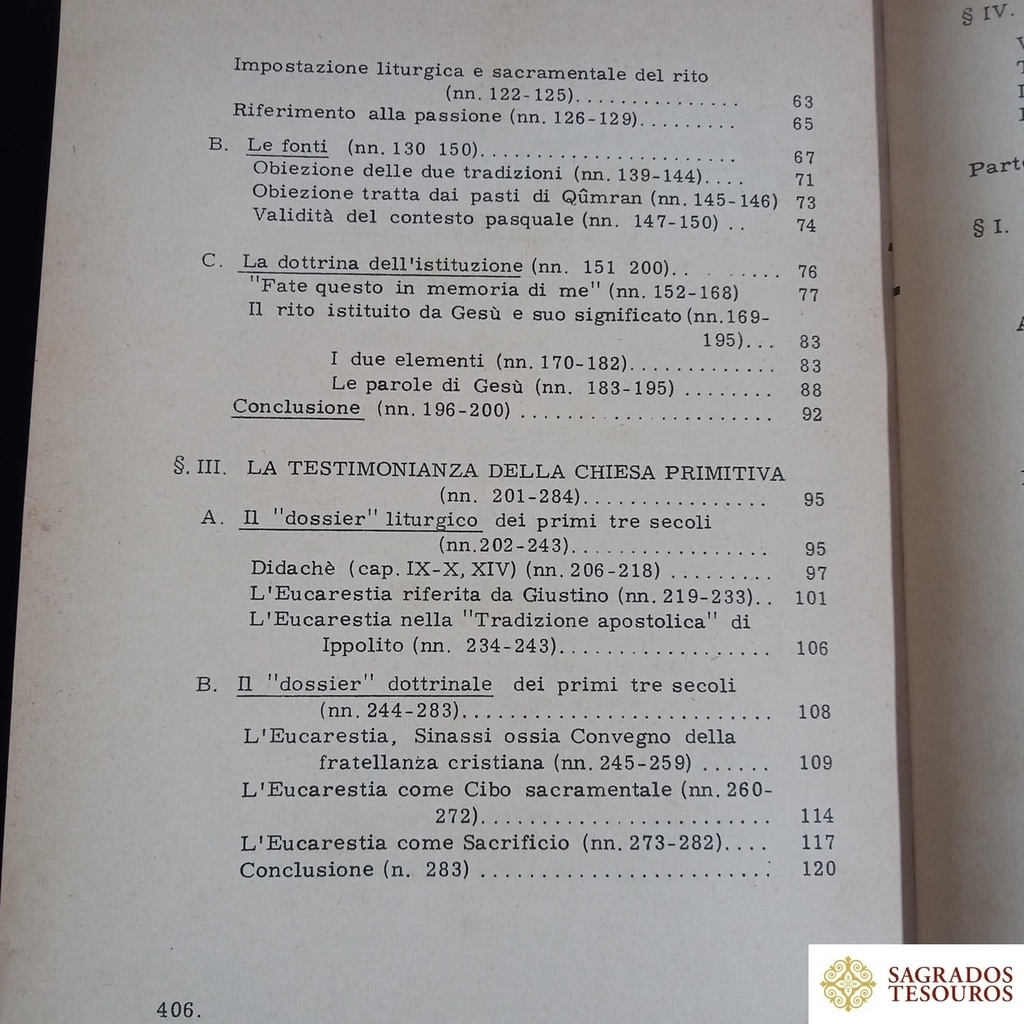 Impostazione liturgica e sacramentale del rito
(nn. 122-125)............... 63
Riferimento alla passione (nn. 126-129)......... 65
B. Le fonti (nn. 130 150)....................... 67
Obiezione delle due tradizioni (nn. 139-144).... 71
Obiezione tratta dai pasti di Qûmran (nn. 145-146) 73
Validità del contesto pasquale (nn. 147-150) .. 74
C. La dottrina dell'istituzione (nn. 151 200).. . ...... 76
"Fate questo in memoria di me" (nn. 152-168) 77
Il rito istituito da Gesù e suo significato (nn.169-
195)... 83
I due elementi (nn. 170-182)............. 83
Le parole di Gesù (nn. 183-195) ........ 88
Conclusione (nn. 196-200) ...................... 92
§. III. LA TESTIMONIANZA DELLA CHIESA PRIMITIVA
(nn. 201-284)................ 95
A. Il "dossier" liturgico dei primi tre secoli
(nn.202-243)................. 95
Didachè (cap. IX-X, XIV) (nn. 206-218) ......... 97
L'Eucarestia riferita da Giustino (nn. 219-233).. 101
L'Eucarestia nella "Tradizione apostolica" di
Ippolito (nn. 234-243).................. 106
B. Il "dossier" dottrinale dei primi tre secoli
(nn. 244-283)........................... 108
L'Eucarestia, Sinassi ossia Convegno della
fratellanza cristiana (nn. 245-259) ...... 109
L'Eucarestia come Cibo sacramentale (nn. 260-
272)......................... 114
L'Eucarestia come Sacrificio (nn. 273-282).... 117
Conclusione (n. 283) ......................... 120
406.
§ IV.
§ I.
SAGRADOS
TESOUROS